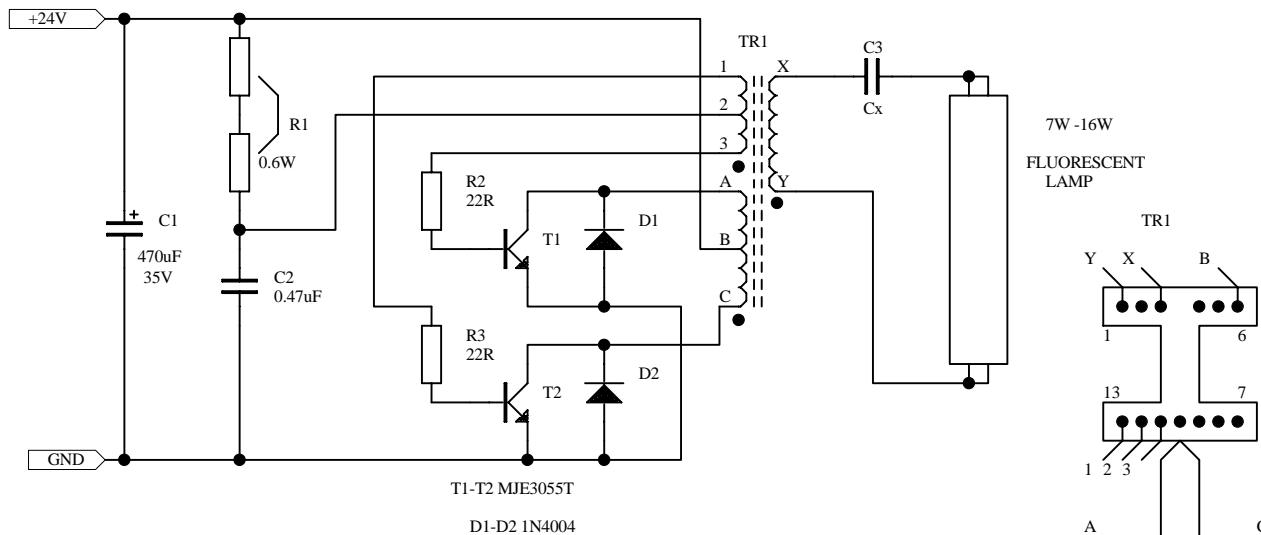 +24V
TR1
C3
1
X
2
Cx
R1
7W -16W
0.6W
3
FLUORESCENT
LAMP
R2
22R
A
Y
C1
+
T1
D1
B
TR1
470uF
35V
C2
0.47uF
C
Y
X
B
R3
22R
1
6
T2
D2
13
7
GND
1
2
3
T1-T2 MJE3055T
D1-D2 1N4004
A